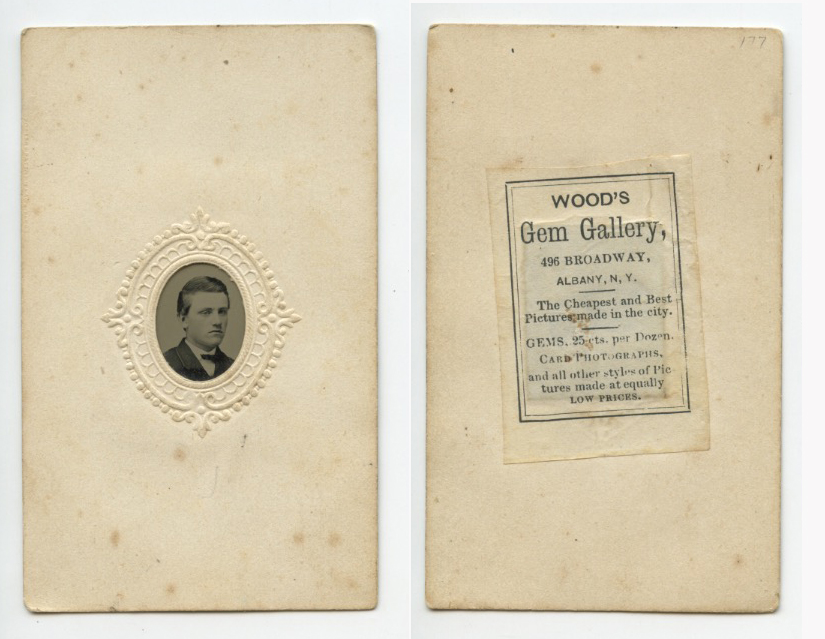 177
WOOD'S
Gem Gallery,
496 BROADWAY,
ALBANY, N, Y.
The Cheapest and Best
Pictures made in the city.
GEMS. 25 cts. per Dozen.
CARD PHOTOGRAPHS,
and all other styles of Pic
tures made at equally
LOW PRICES.